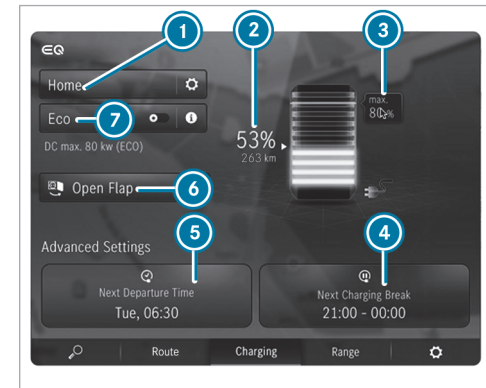 1
2
3
EQ
Home
max.
80%
Eco
7
53%
263 km
DC max. 80 kw (ECO)
Open Flap
6
Advanced Settings
5
4
Next Departure Time
Tue, 06:30
Next Charging Break
21:00 - 00:00
Route
Charging
Range